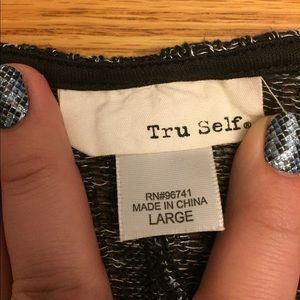 Tru Self®
RN#96741
MADE IN CHINA
LARGE